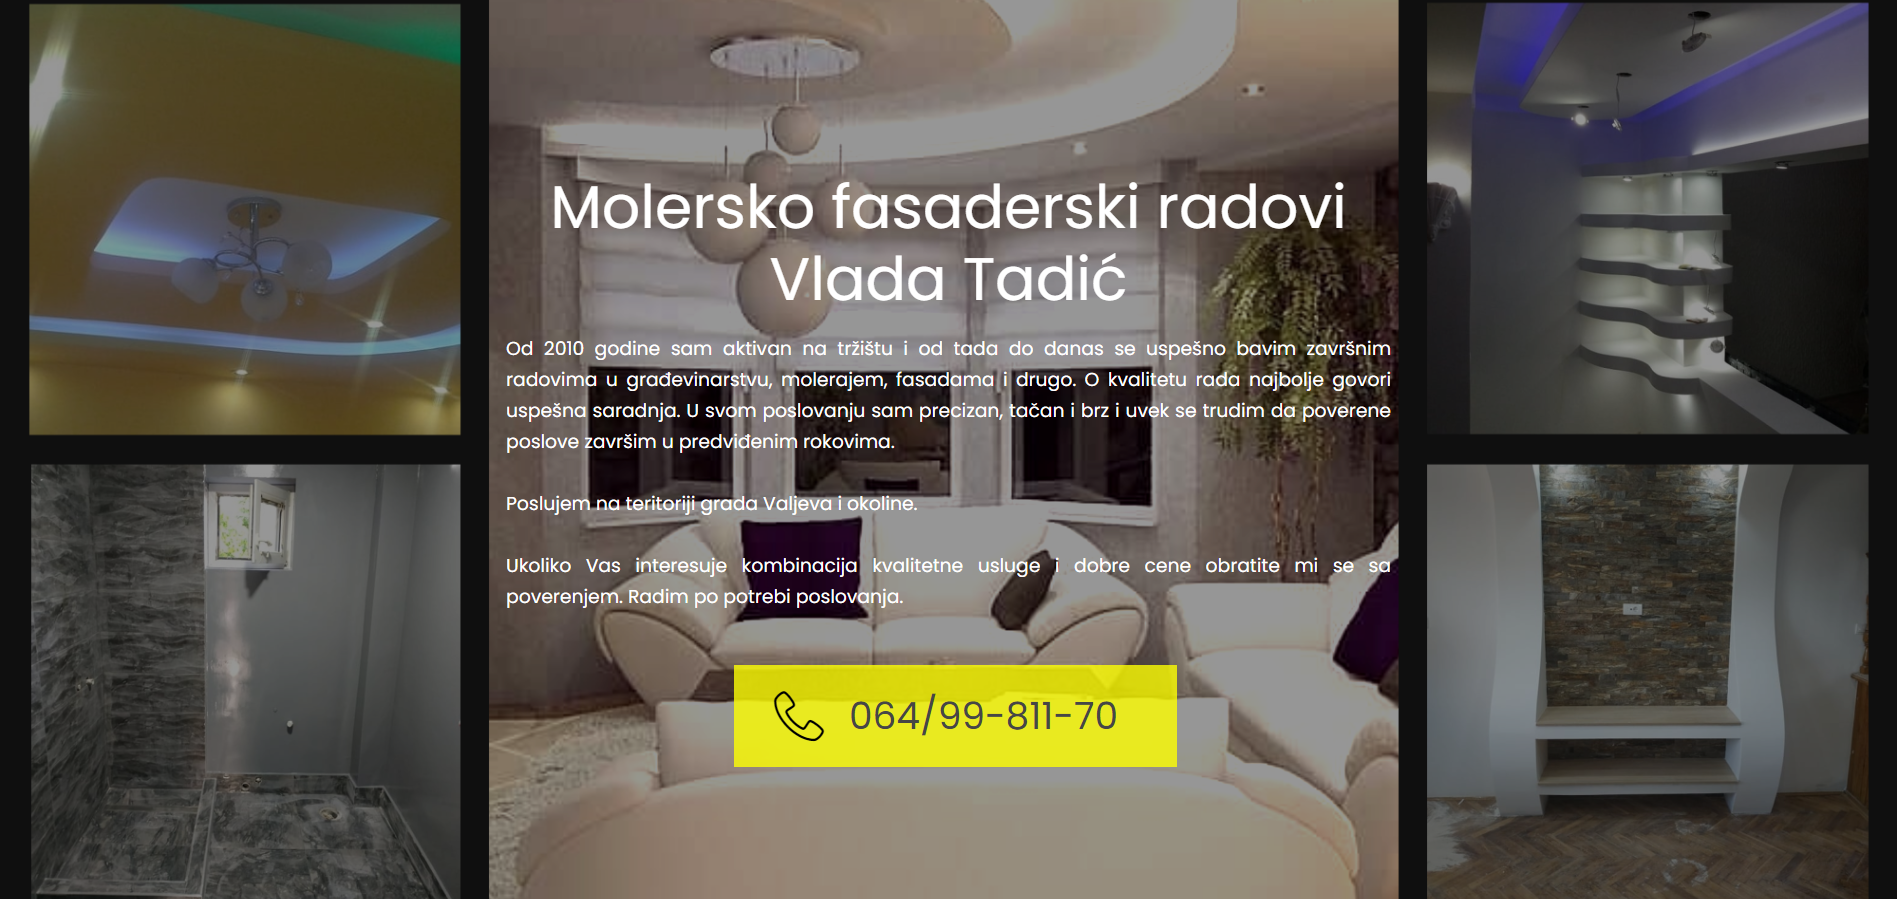 Molersko fasaderski radovi
Vlada Tadić
Od 2010 godine sam aktivan na tržištu i od tada do danas se uspešno bavim završnim
radovima u građevinarstvu, molerajem, fasadama i drugo. O kvalitetu rada najbolje govori
uspešna saradnja. U svom poslovanju sam precizan, tačan i brz i uvek se trudim da poverene
poslove završim u predviđenim rokovima.
Poslujem na teritoriji grada Valjeva i okoline.
Ukoliko Vas interesuje kombinacija kvalitetne usluge i dobre cene obratite mi se sa
poverenjem. Radim po potrebi poslovanja.
064/99-811-70